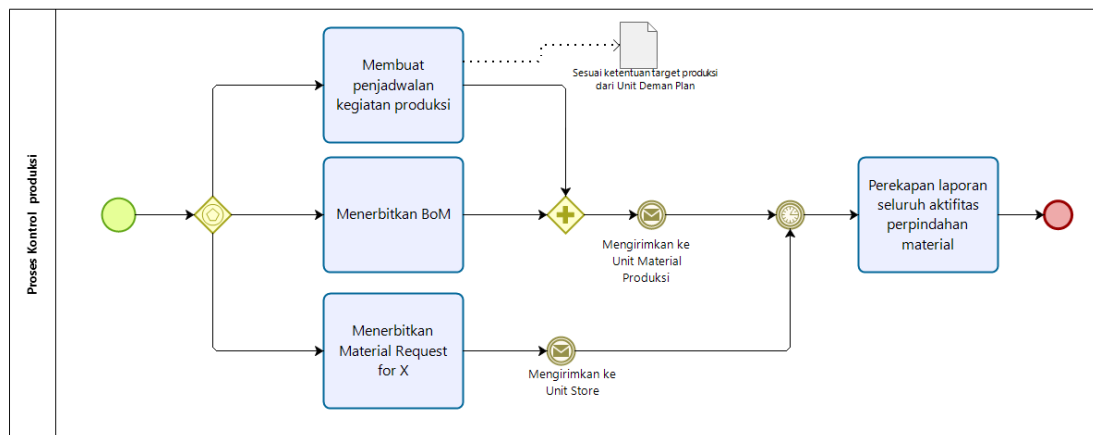 Proses Kontrol produksi
Membuat
penjadwalan
kegiatan produksi
Sesuai ketentuan target produksi
dari Unit Deman Plan
Menerbitkan BoM
Mengirimkan ke
Unit Material
Produksi
Perekapan laporan
seluruh aktifitas
perpindahan
material
Menerbitkan
Material Request
for X
Mengirimkan ke
Unit Store